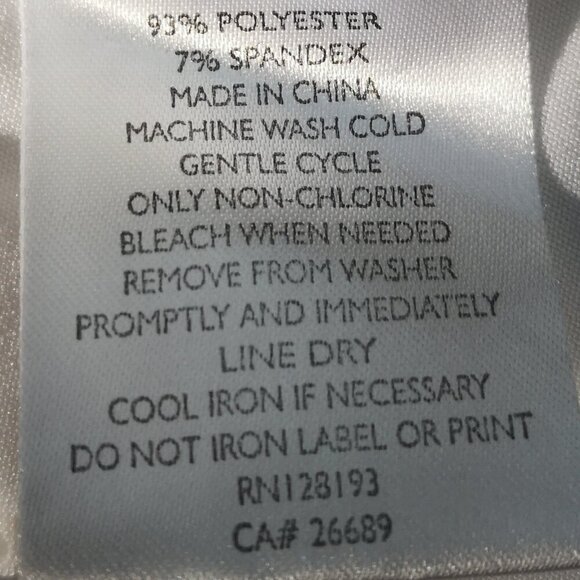 93% POLYESTER
7% SPANDEX
MADE IN CHINA
MACHINE WASH COLD
GENTLE CYCLE
ONLY NON-CHLORINE
BLEACH WHEN NEEDED
REMOVE FROM WASHER
PROMPTLY AND IMMEDIATELY
LINE DRY
COOL IRON IF NECESSARY
DO NOT IRON LABEL OR PRINT
RN128193
CA# 26689